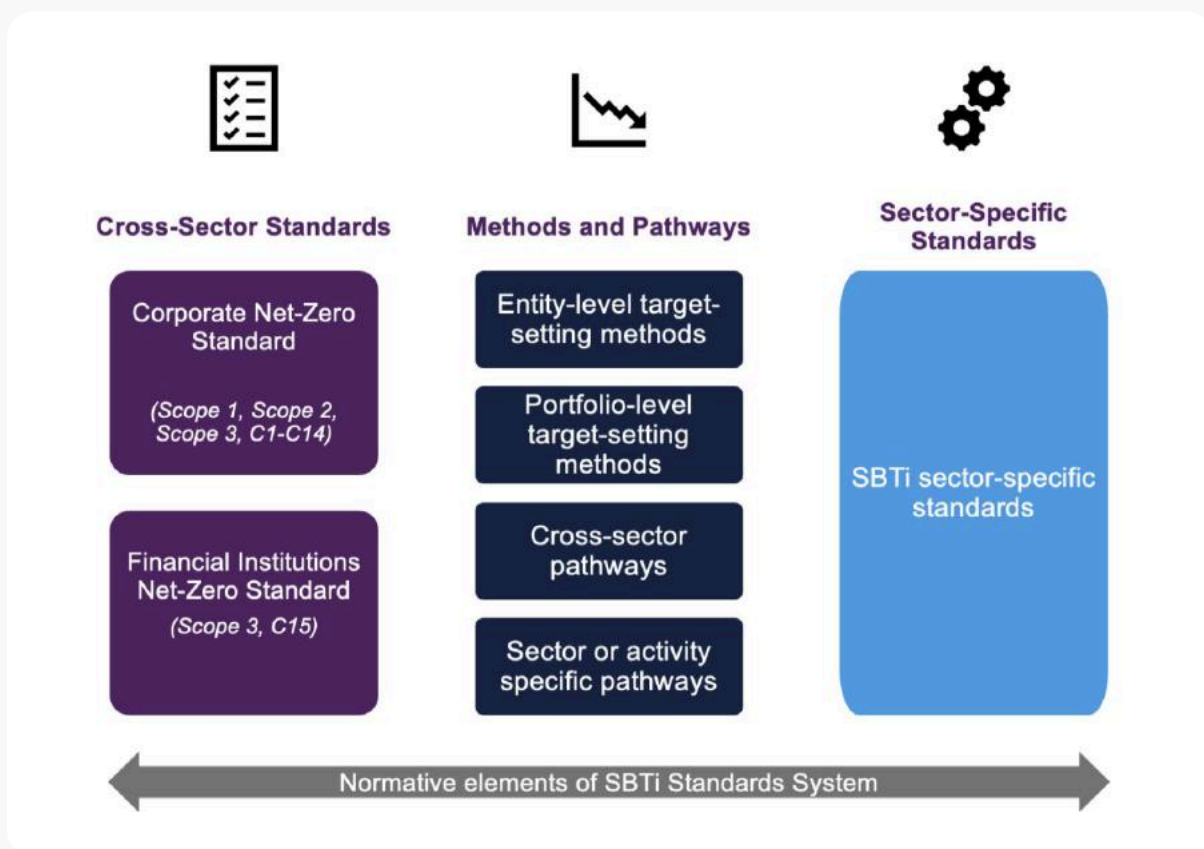 Cross-Sector Standards
Corporate Net-Zero
Standard
(Scope 1, Scope 2,
Scope 3, C1-C14)
Financial Institutions
Net-Zero Standard
(Scope 3, C15)
Methods and Pathways
Entity-level target-
setting methods
Portfolio-level
target-setting
methods
Cross-sector
pathways
Sector or activity
specific pathways
Sector-Specific
Standards
SBTi sector-specific
standards
Normative elements of SBTi Standards System